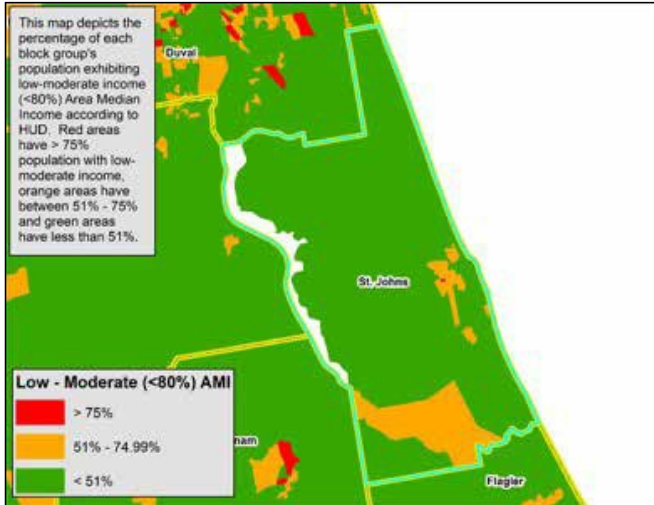 This map depicts the
percentage of each
block group's
population exhibiting
low-moderate income
(<80%) Area Median
Income according to
HUD. Red areas
have > 75%
population with low-
moderate income,
orange areas have
between 51% - 75%
and green areas
have less than 51%.
Duval
St. Johns
Low - Moderate (<80%) AMI
> 75%
51% - 74.99%
< 51%
nam
Flagler